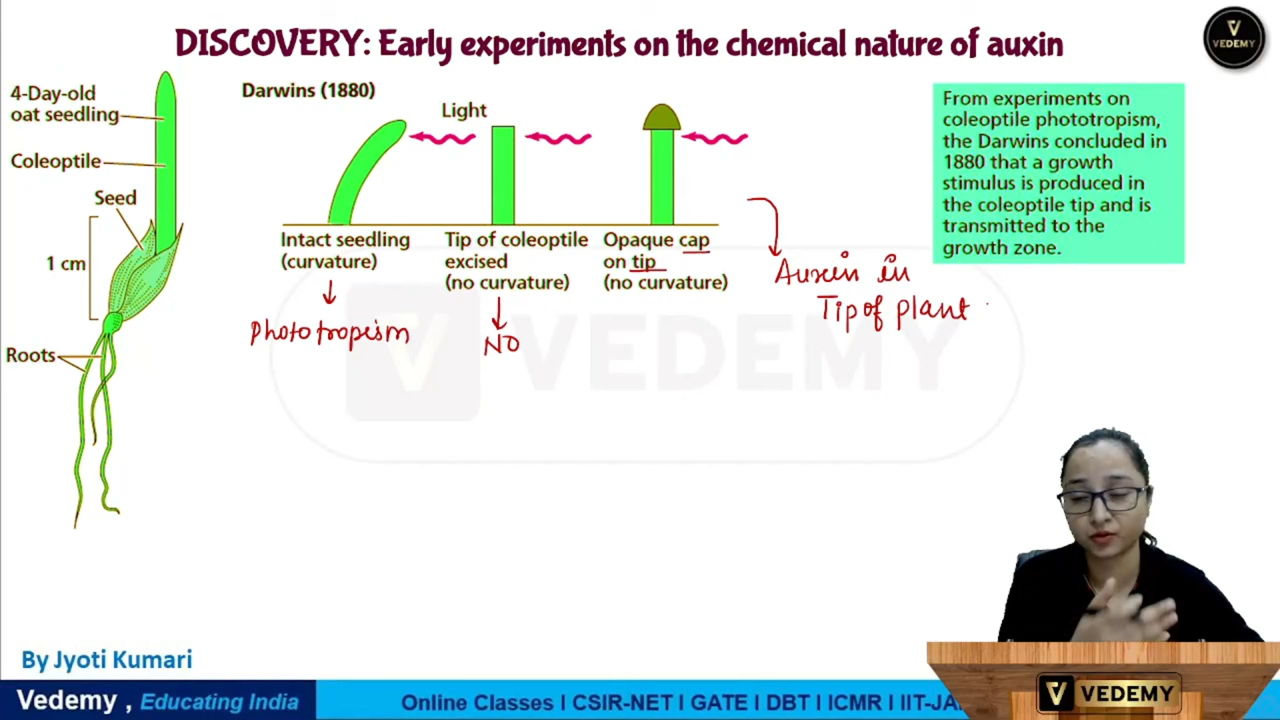 DISCOVERY: Early experiments on the chemical nature of auxin
VEDEMY
4-Day-old
oat seedling
Coleoptile
Seed
1 cm
Roots
Darwins (1880)
Light
Intact seedling
(curvature)
Tip of coleoptile
excised
(no curvature)
Opaque cap
on tip
(no curvature)
Phototropism
NO
Auxin in
Tip of plant
From experiments on
coleoptile phototropism,
the Darwins concluded in
1880 that a growth
stimulus is produced in
the coleoptile tip and is
transmitted to the
growth zone.
VEDEMY
By Jyoti Kumari
Vedemy , Educating India
Online Classes I CSIR-NET I GATE I DBT I ICMR I IIT-JA
VEDEMY